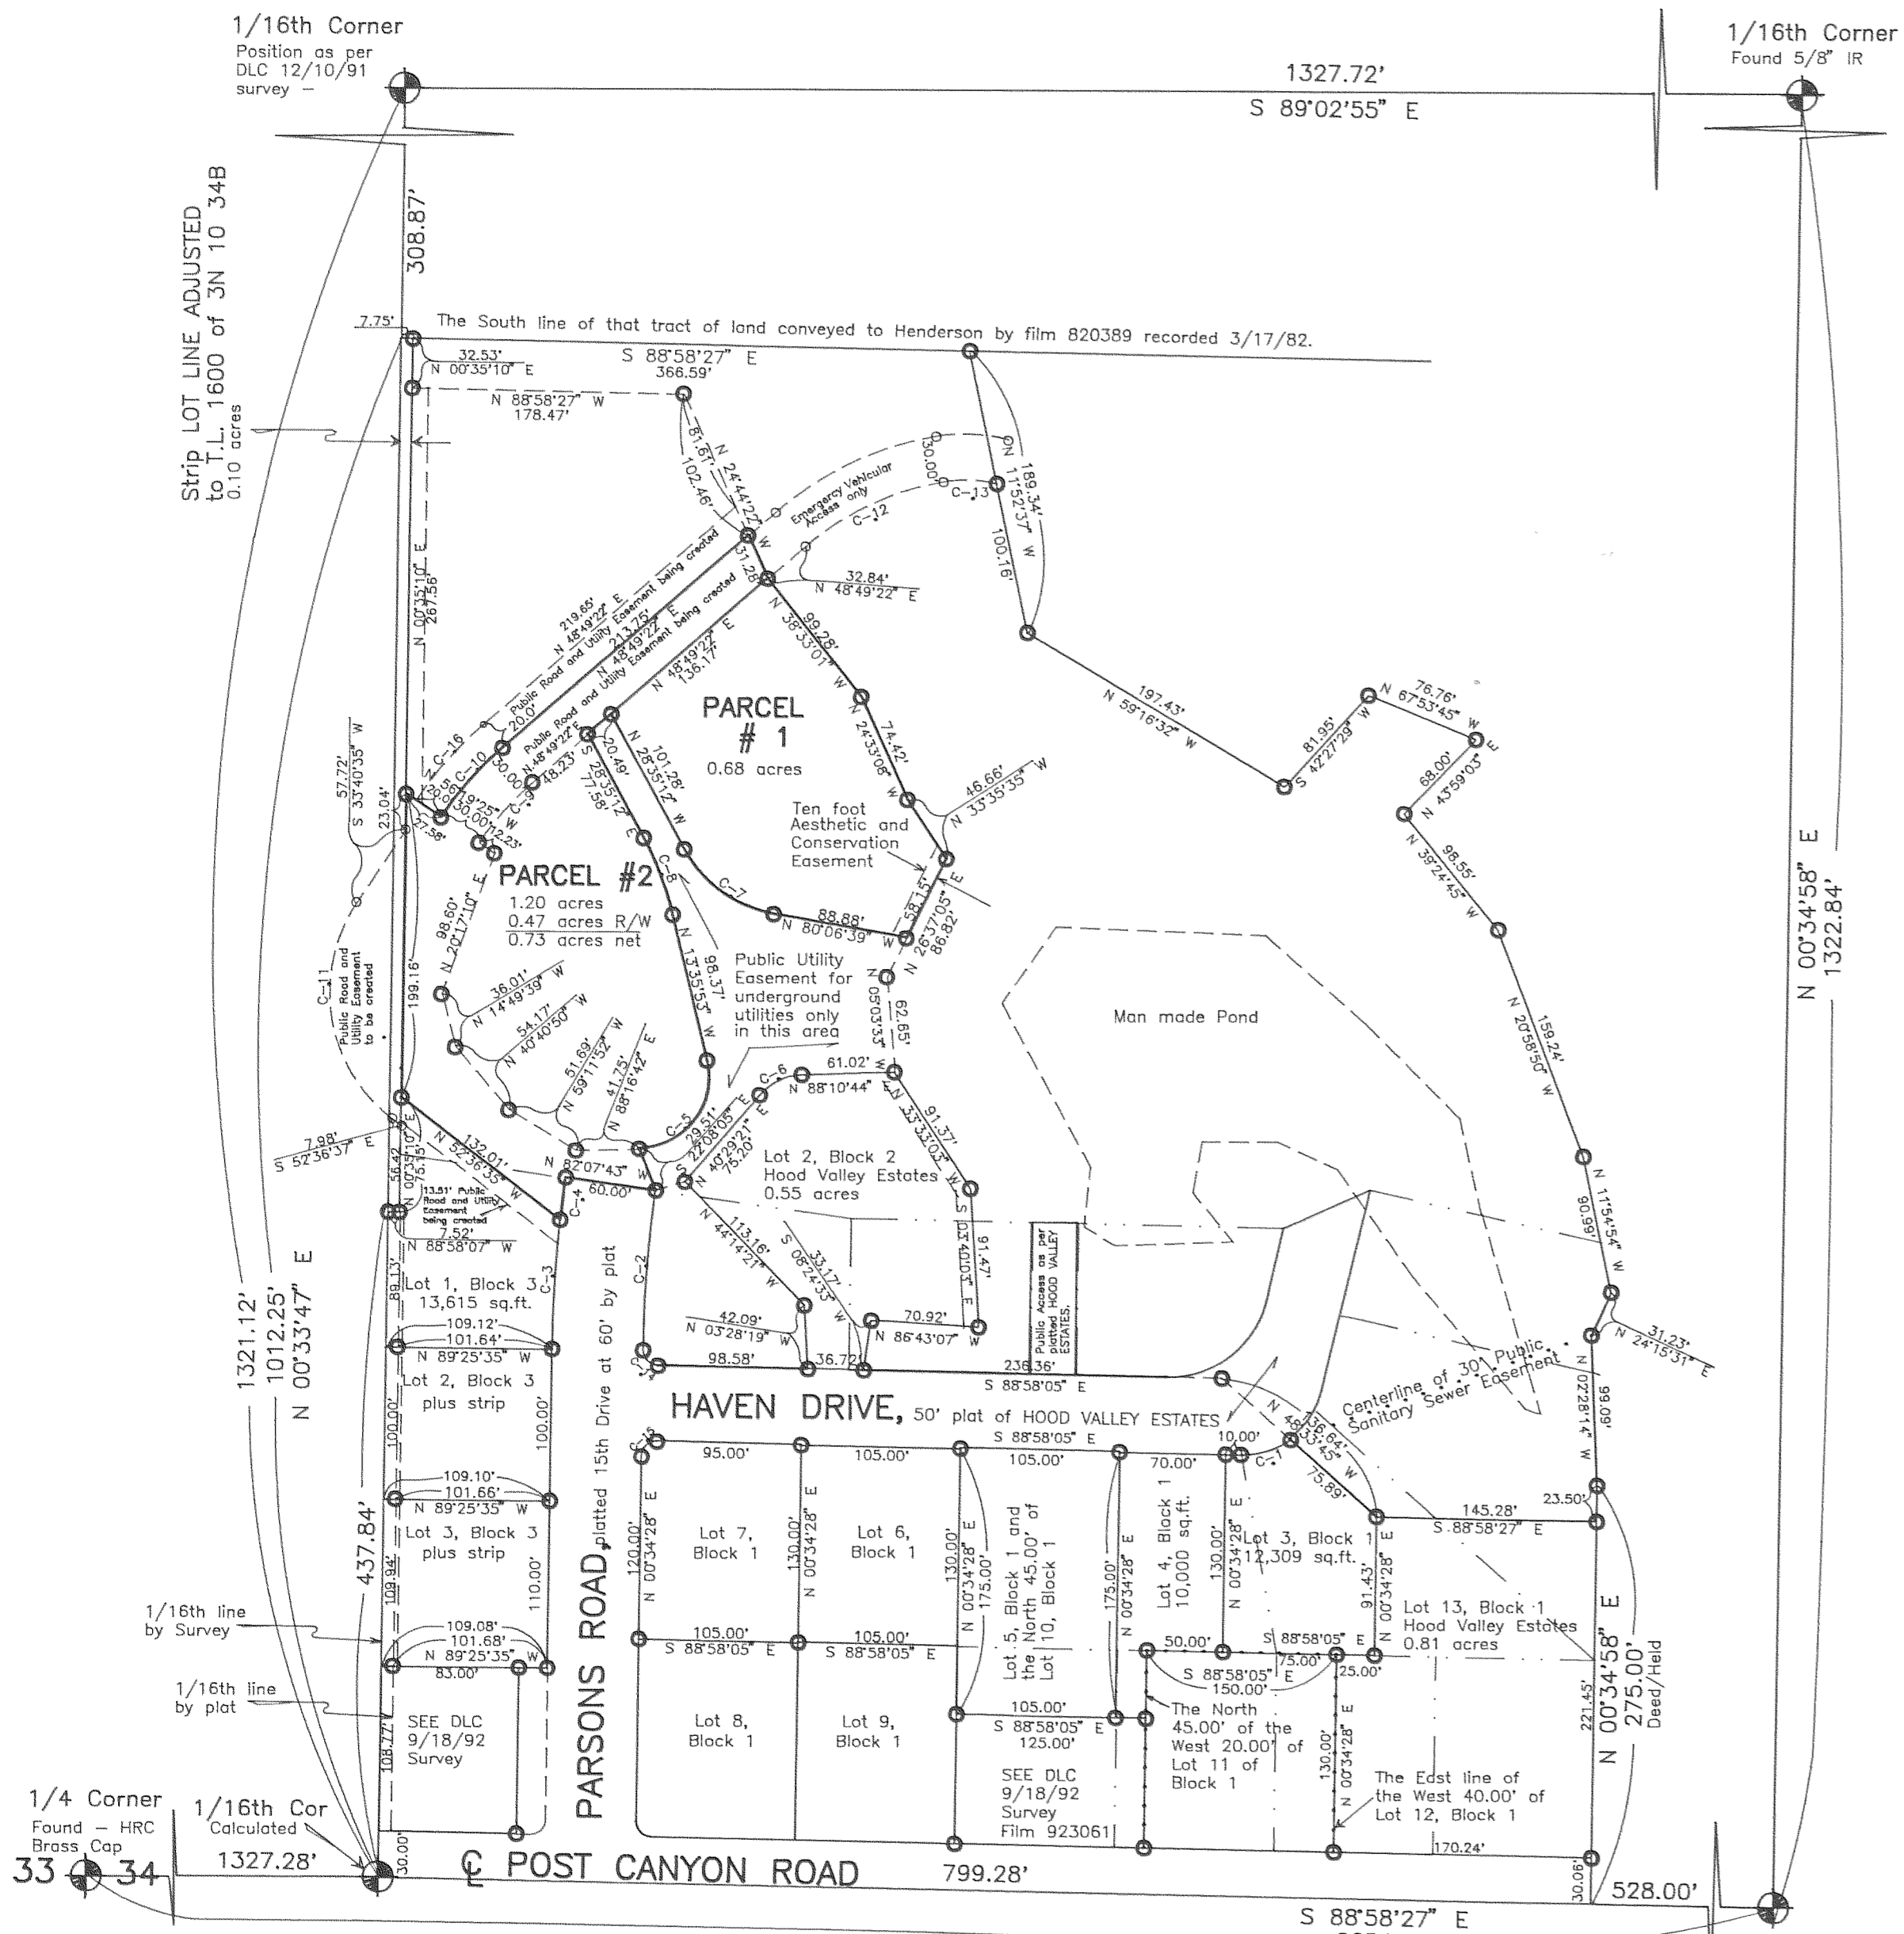 1/16th Corner
Position as per
DLC 12/10/91
survey –
1327.72'
S 89°02'55" E
1/16th Corner
Found 5/8" IR
Strip LOT LINE ADJUSTED
to T.L. 1600 of 3N 10 34B
0.10 acres
308.87'
7.75'
The South line of that tract of land conveyed to Henderson by film 820389 recorded 3/17/82.
S 88°58'27" E
366.59'
32.53'
N 00°35'10" E
N 88°58'27" W
178.47'
81.61'
102.46'
N 24°44'22" W
31.28'
30.00'
Emergency Vehicular
Access only
C-12
C-13
189.34'
N 11°52'37" W
100.16'
32.84'
N 48°49'22" E
N 00°35'10" E
267.56'
219.65'
N 48°49'22" E
Public Road and Utility Easement being created
213.75'
N 48°49'22" E
Public Road and Utility Easement being created
N 48°49'22" E
136.17'
20.0'
99.28'
N 38°33'01" W
PARCEL
# 1
0.68 acres
74.42'
N 24°33'08" W
197.43'
N 59°16'32" W
76.76'
N 67°53'45" W
81.95'
S 42°27'29" W
68.00'
N 43°59'03" E
98.55'
N 39°24'45" W
57.72'
S 33°40'35" W
23.04'
C-16
C-10
30.00'
N 48°49'22" E
48.23'
C-9
20.49'
30.00'
12.23'
27.58'
101.28'
N 28°35'12" W
S 28°35'12" E
77.58'
46.66'
N 33°35'35" W
Ten foot
Aesthetic and
Conservation
Easement
PARCEL #2
1.20 acres
0.47 acres R/W
0.73 acres net
C-8
C-7
88.88'
N 80°06'39" W
58.15'
N 26°37'05" E
86.82'
98.60'
N 20°17'10" E
C-11
Public Road and
Utility Easement
to be created
199.16'
36.01'
N 14°49'39" W
54.17'
N 40°40'50" W
51.69'
N 59°11'52" W
41.75'
N 88°16'42" E
98.37'
N 13°35'53" W
Public Utility
Easement for
underground
utilities only
in this area
N 05°03'33" W
62.65'
Man made Pond
159.24'
N 20°58'50" W
N 00°34'58" E
1322.84'
C-6
61.02'
N 88°10'44" E
C-5
29.51'
S 22°08'05" E
N 40°29'21" E
75.20'
91.37'
N 33°33'03" W
7.98'
S 52°36'37" E
56.42
N 00°35'10" E
75.15'
132.01'
N 52°36'35" W
N 82°07'43" W
60.00'
C-4
13.51' Public
Road and Utility
Easement
being created
7.52'
N 88°58'07" W
Lot 2, Block 2
Hood Valley Estates
0.55 acres
113.16'
N 44°14'21" W
33.17'
S 08°24'33" W
S 03°40'03" E
91.47'
Public Access as per
platted HOOD VALLEY
ESTATES.
N 11°54'54" W
90.99'
C-2
C-3
89.13'
Lot 1, Block 3
13,615 sq.ft.
42.09'
N 03°28'19" W
70.92'
N 86°43'07" W
31.23'
N 24°15'31" E
109.12'
101.64'
N 89°25'35" W
98.58'
36.72'
236.36'
S 88°58'05" E
Centerline of 30' Public
Sanitary Sewer Easement
N 02°28'14" W
99.09'
1321.12'
1012.25'
N 00°33'47" E
437.84'
Lot 2, Block 3
plus strip
100.00'
100.00'
HAVEN DRIVE, 50' plat of HOOD VALLEY ESTATES
S 88°58'05" E
C-15
95.00'
105.00'
105.00'
70.00'
10.00'
C-1
N 48°33'45" W
136.64'
75.89'
109.10'
101.66'
N 89°25'35" W
145.28'
S 88°58'27" E
23.50'
Lot 3, Block 3
plus strip
109.94'
110.00'
PARSONS ROAD, platted 15th Drive at 60' by plat
120.00'
N 00°34'28" E
Lot 7,
Block 1
130.00'
N 00°34'28" E
Lot 6,
Block 1
130.00'
N 00°34'28" E
175.00'
Lot 5, Block 1 and
the North 45.00' of
Lot 10, Block 1
175.00'
N 00°34'28" E
Lot 4, Block 1
10,000 sq.ft.
130.00'
N 00°34'28" E
Lot 3, Block 1
12,309 sq.ft.
91.43'
N 00°34'28" E
Lot 13, Block 1
Hood Valley Estates
0.81 acres
1/16th line
by Survey
109.08'
101.68'
N 89°25'35" W
83.00'
105.00'
S 88°58'05" E
105.00'
S 88°58'05" E
50.00'
S 88°58'05" E
75.00'
25.00'
S 88°58'05" E
150.00'
221.45'
N 00°34'58" E
275.00'
Deed/Held
1/16th line
by plat
108.77'
SEE DLC
9/18/92
Survey
Lot 8,
Block 1
Lot 9,
Block 1
105.00'
S 88°58'05" E
125.00'
The North
45.00' of the
West 20.00' of
Lot 11 of
Block 1
130.00'
N 00°34'28" E
The East line of
the West 40.00' of
Lot 12, Block 1
SEE DLC
9/18/92
Survey
Film 923061
170.24'
1/4 Corner
Found – HRC
Brass Cap
33 34
1/16th Cor
Calculated
1327.28'
30.00'
℄ POST CANYON ROAD
799.28'
30.06'
528.00'
S 88°58'27" E